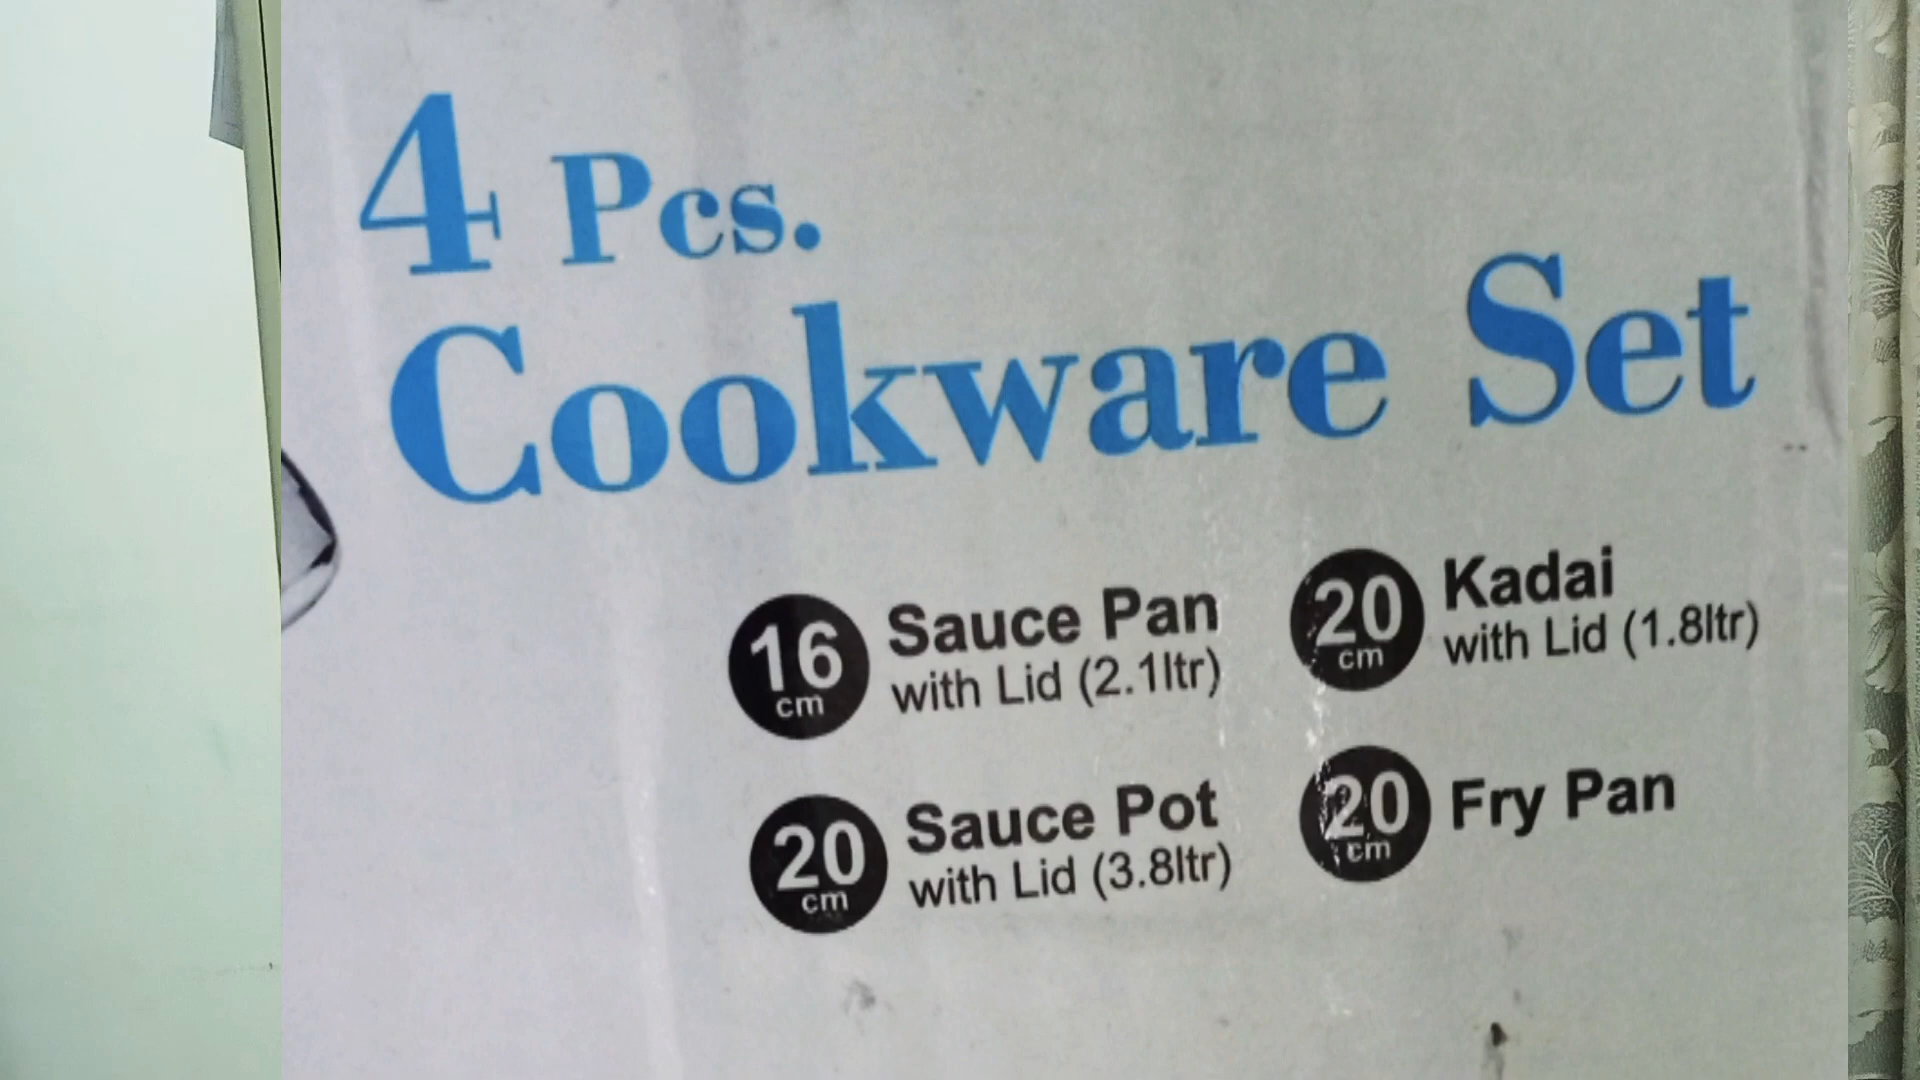 4 Pcs.
Cookware Set
16 cm Sauce Pan
with Lid (2.1ltr)
20 cm Kadai
with Lid (1.8ltr)
20 cm Sauce Pot
with Lid (3.8ltr)
20 cm Fry Pan